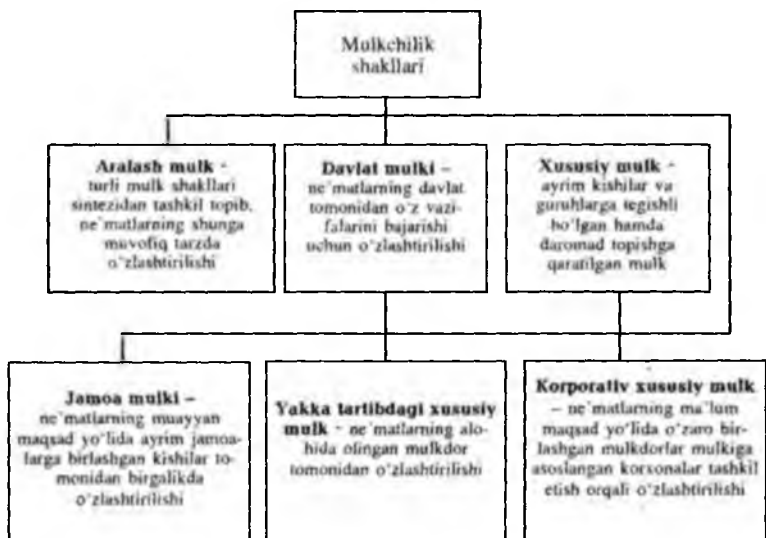 Mulkchilik
shakllari
Aralash mulk -
turli mulk shakllari
sintezidan tashkil topib,
ne`matlarning shunga
muvofiq tarzda
o‘zlashtirilishi
Davlat mulki –
ne`matlarning davlat
tomonidan o‘z vazi-
falarini bajarishi
uchun o‘zlashtirilishi
Xususiy mulk -
ayrim kishilar va
guruhlarga tegishli
bo‘lgan hamda
daromad topishga
qaratilgan mulk
Jamoa mulki –
ne`matlarning muayyan
maqsad yo‘lida ayrim jamoa-
larga birlashgan kishilar to-
monidan birgalikda
o‘zlashtirilishi
Yakka tartibdagi xususiy
mulk - ne`matlarning alo-
hida olingan mulkdor
tomonidan o‘zlashtirilishi
Korporativ xususiy mulk
– ne`matlarning ma`lum
maqsad yo‘lida o‘zaro bir-
lashgan mulkdorlar mulkiga
asoslangan korxonalar tashkil
etish orqali o‘zlashtirilishi